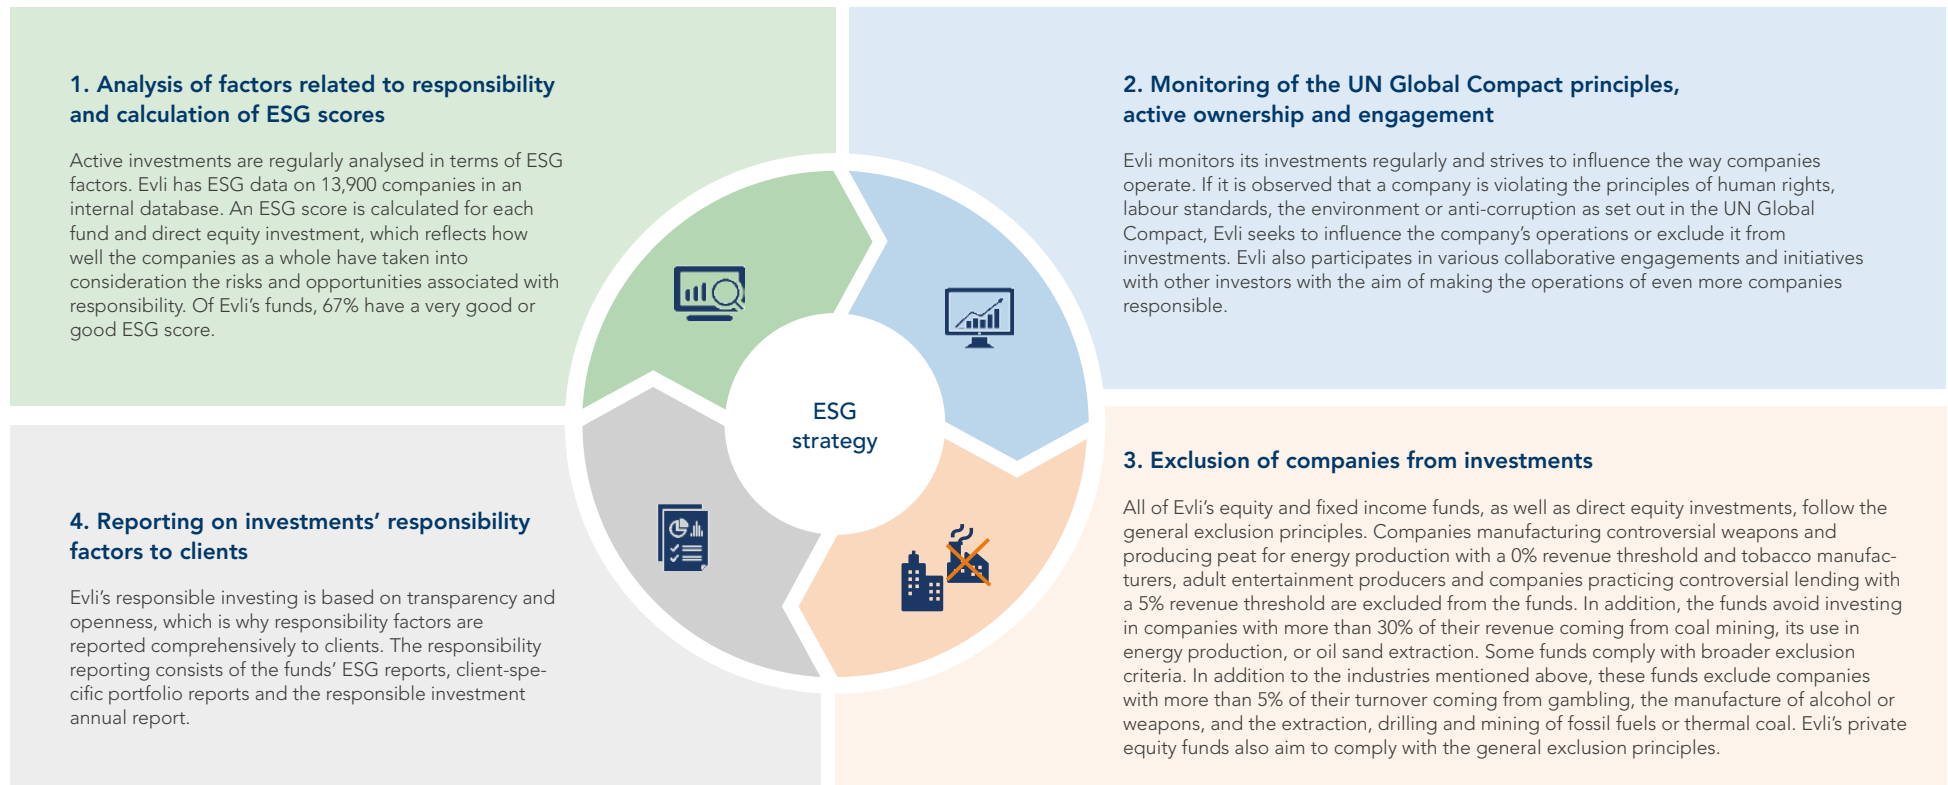 1. Analysis of factors related to responsibility
and calculation of ESG scores
Active investments are regularly analysed in terms of ESG
factors. Evli has ESG data on 13,900 companies in an
internal database. An ESG score is calculated for each
fund and direct equity investment, which reflects how
well the companies as a whole have taken into
consideration the risks and opportunities associated with
responsibility. Of Evli’s funds, 67% have a very good or
good ESG score.
2. Monitoring of the UN Global Compact principles,
active ownership and engagement
Evli monitors its investments regularly and strives to influence the way companies
operate. If it is observed that a company is violating the principles of human rights,
labour standards, the environment or anti-corruption as set out in the UN Global
Compact, Evli seeks to influence the company’s operations or exclude it from
investments. Evli also participates in various collaborative engagements and initiatives
with other investors with the aim of making the operations of even more companies
responsible.
ESG
strategy
3. Exclusion of companies from investments
All of Evli’s equity and fixed income funds, as well as direct equity investments, follow the
general exclusion principles. Companies manufacturing controversial weapons and
producing peat for energy production with a 0% revenue threshold and tobacco manufac-
turers, adult entertainment producers and companies practicing controversial lending with
a 5% revenue threshold are excluded from the funds. In addition, the funds avoid investing
in companies with more than 30% of their revenue coming from coal mining, its use in
energy production, or oil sand extraction. Some funds comply with broader exclusion
criteria. In addition to the industries mentioned above, these funds exclude companies
with more than 5% of their turnover coming from gambling, the manufacture of alcohol or
weapons, and the extraction, drilling and mining of fossil fuels or thermal coal. Evli’s private
equity funds also aim to comply with the general exclusion principles.
4. Reporting on investments’ responsibility
factors to clients
Evli’s responsible investing is based on transparency and
openness, which is why responsibility factors are
reported comprehensively to clients. The responsibility
reporting consists of the funds’ ESG reports, client-spe-
cific portfolio reports and the responsible investment
annual report.